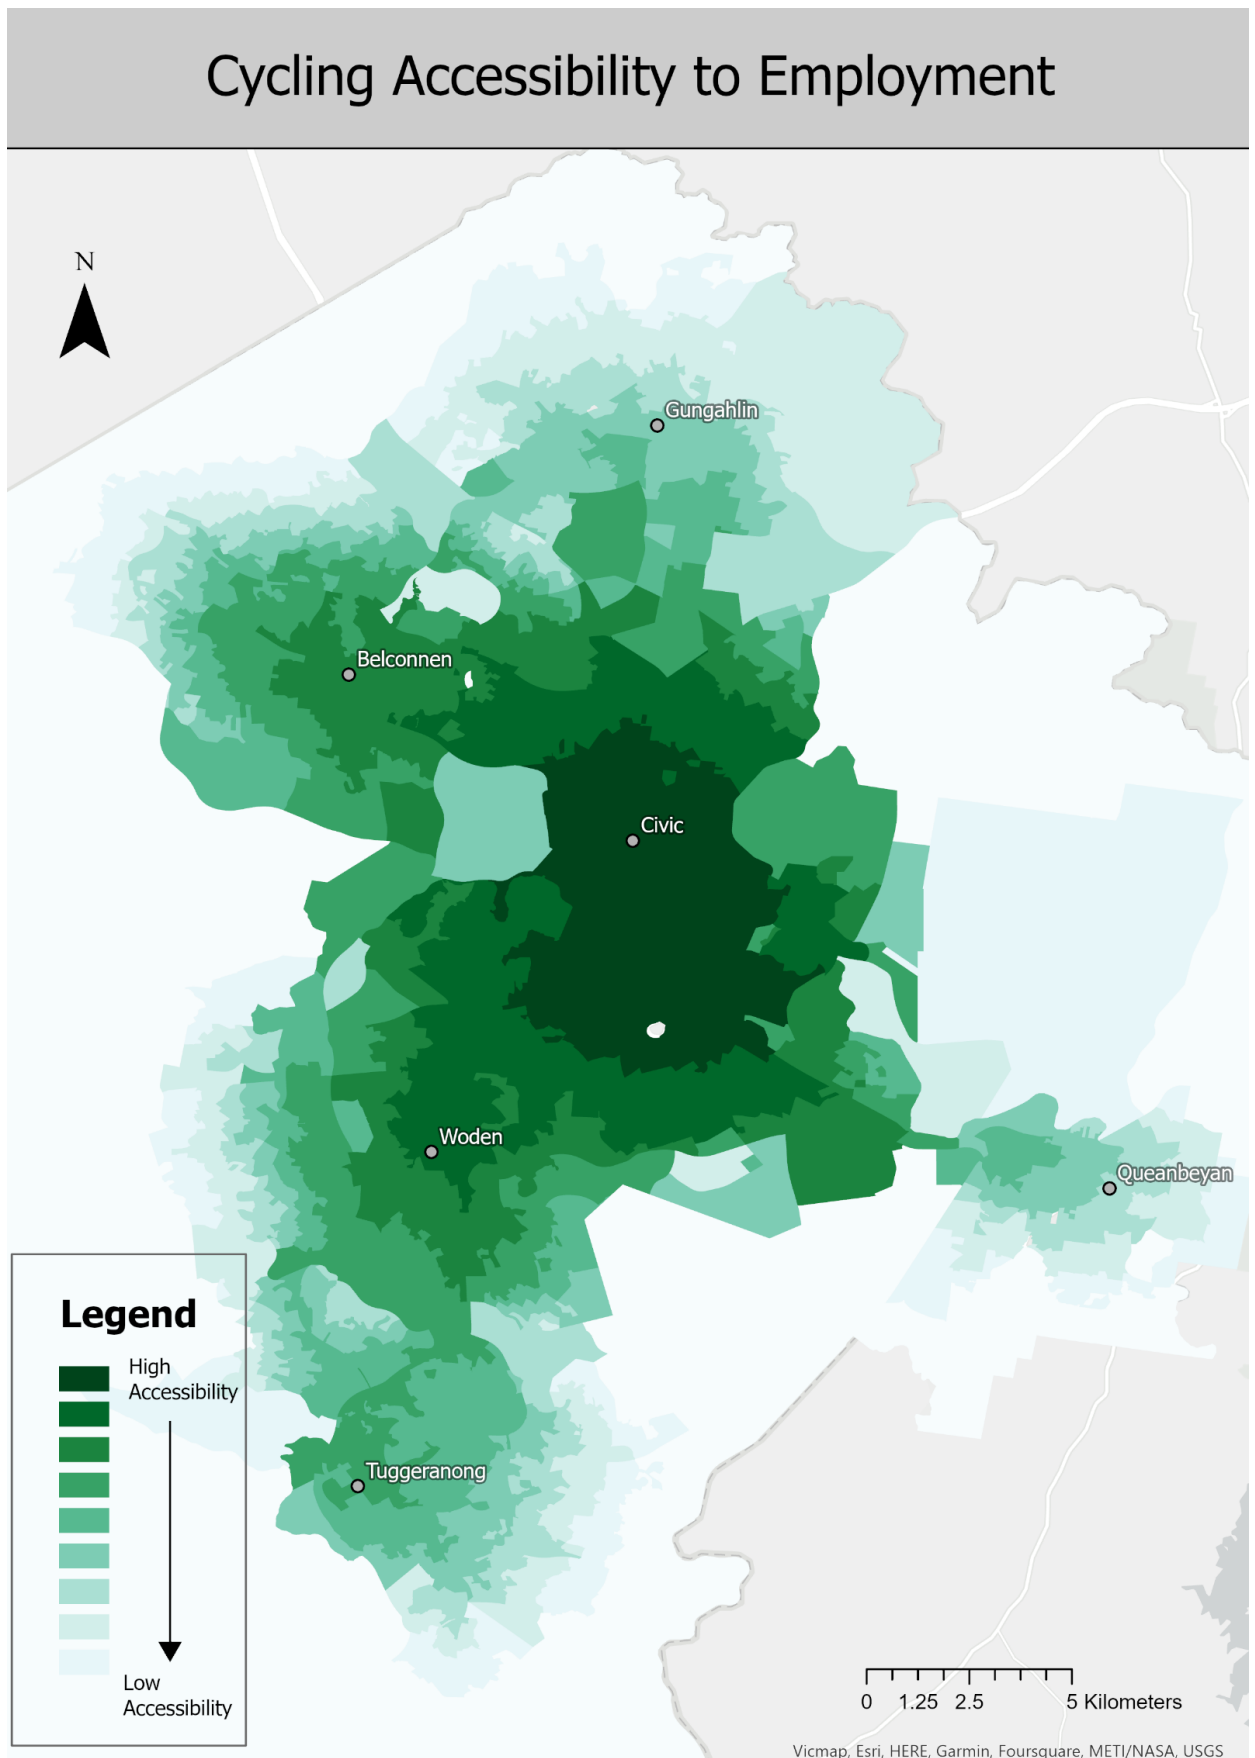 Cycling Accessibility to Employment
N
Gungahlin
Belconnen
Civic
Woden
Queanbeyan
Tuggeranong
Legend
High
Accessibility
Low
Accessibility
0 1.25 2.5 5 Kilometers
Vicmap, Esri, HERE, Garmin, Foursquare, METI/NASA, USGS